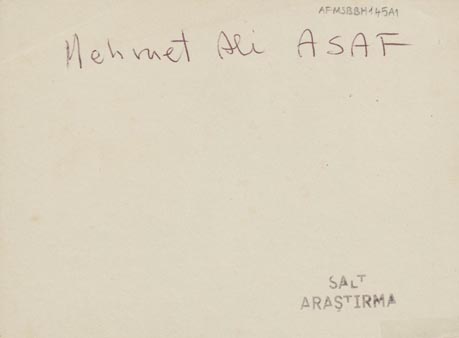 AFMSBBH145A1
Mehmet Ali ASAF
SALT
ARAŞTIRMA